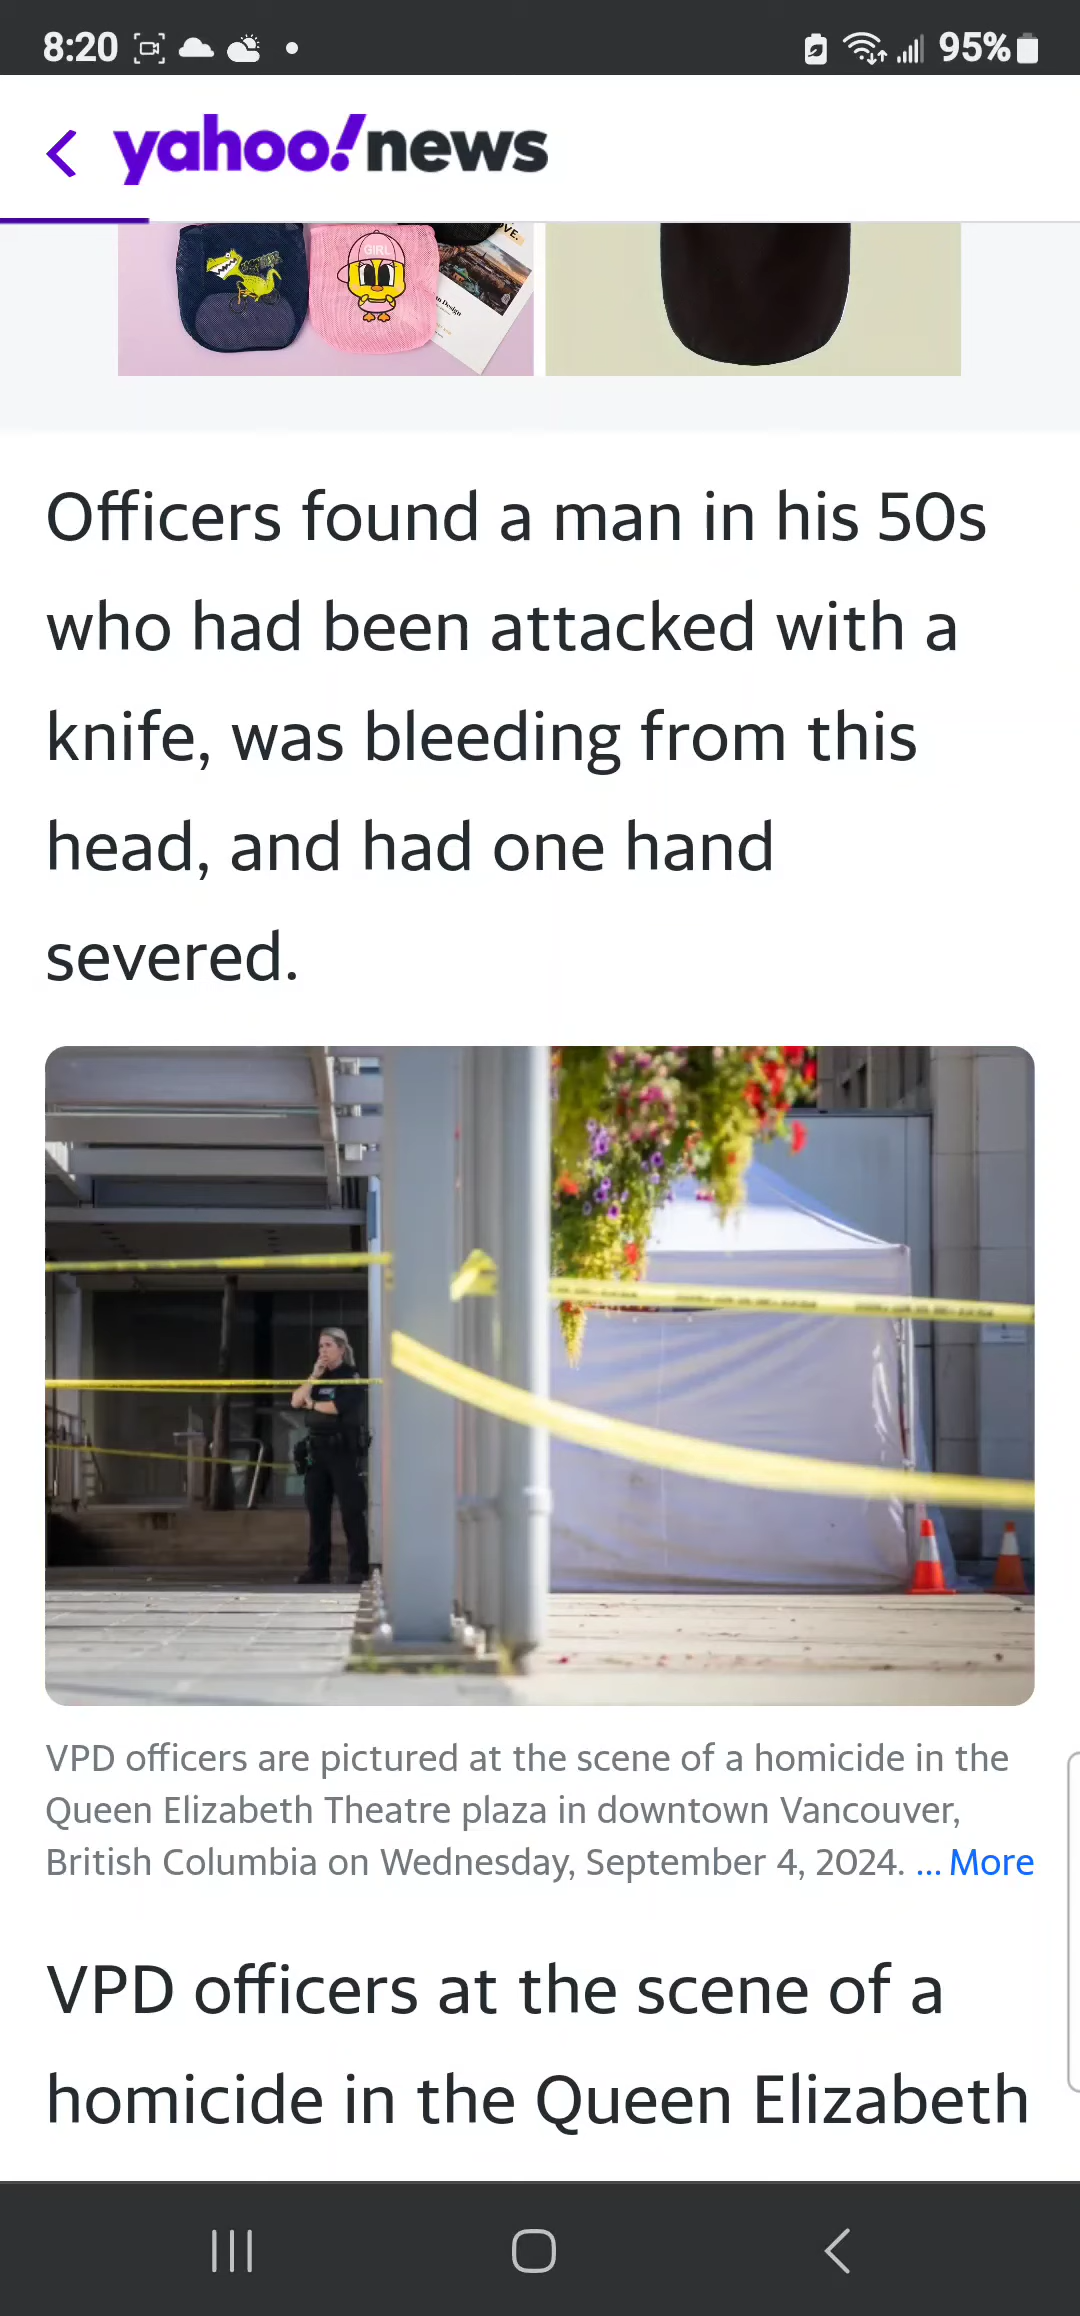 8:20
95%
yahoo!news
GIRL
Officers found a man in his 50s
who had been attacked with a
knife, was bleeding from this
head, and had one hand
severed.
VPD officers are pictured at the scene of a homicide in the
Queen Elizabeth Theatre plaza in downtown Vancouver,
British Columbia on Wednesday, September 4, 2024. ... More
VPD officers at the scene of a
homicide in the Queen Elizabeth